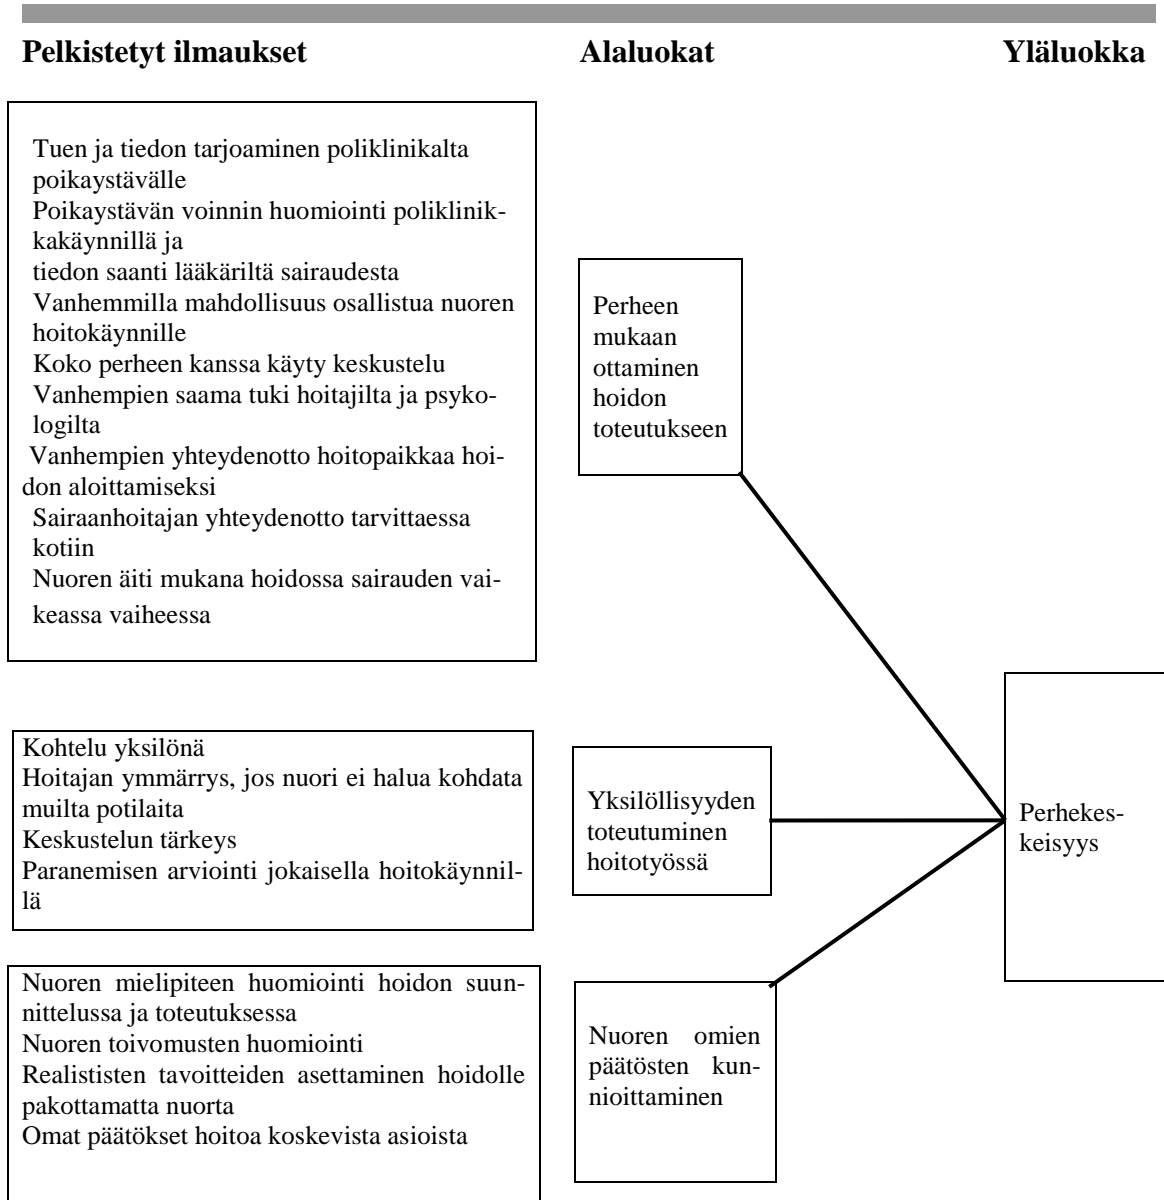 Pelkistetyt ilmaukset
Alaluokat
Yläluokka
Tuen ja tiedon tarjoaminen poliklinikalta
poikaystävälle
Poikaystävän voinnin huomiointi poliklinik-
kakäynnillä ja
tiedon saanti lääkäriltä sairaudesta
Vanhemmilla mahdollisuus osallistua nuoren
hoitokäynnille
Koko perheen kanssa käyty keskustelu
Vanhempien saama tuki hoitajilta ja psyko-
logilta
Vanhempien yhteydenotto hoitopaikkaa hoi-
don aloittamiseksi
Sairaanhoitajan yhteydenotto tarvittaessa
kotiin
Nuoren äiti mukana hoidossa sairauden vai-
keassa vaiheessa
Perheen
mukaan
ottaminen
hoidon
toteutukseen
Kohtelu yksilönä
Hoitajan ymmärrys, jos nuori ei halua kohdata
muilta potilaita
Keskustelun tärkeys
Paranemisen arviointi jokaisella hoitokäynnil-
lä
Yksilöllisyyden
toteutuminen
hoitotyössä
Perhekes-
keisyys
Nuoren mielipiteen huomiointi hoidon suun-
nittelussa ja toteutuksessa
Nuoren toivomusten huomiointi
Realististen tavoitteiden asettaminen hoidolle
pakottamatta nuorta
Omat päätökset hoitoa koskevista asioista
Nuoren omien
päätösten kun-
nioittaminen